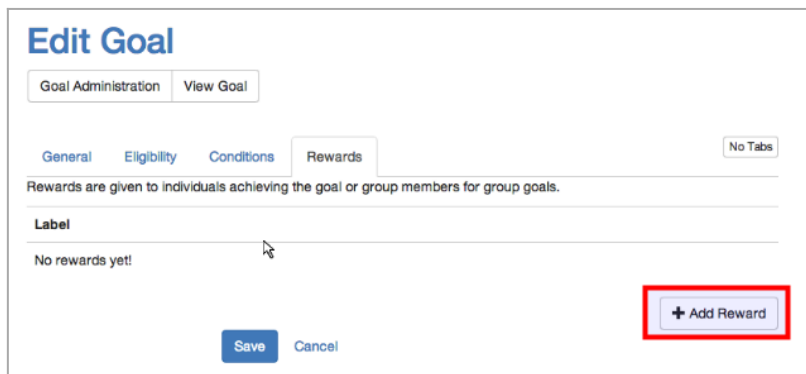 Edit Goal
Goal Administration View Goal
General Eligibility Conditions Rewards No Tabs
Rewards are given to individuals achieving the goal or group members for group goals.
Label
No rewards yet!
+ Add Reward
Save Cancel